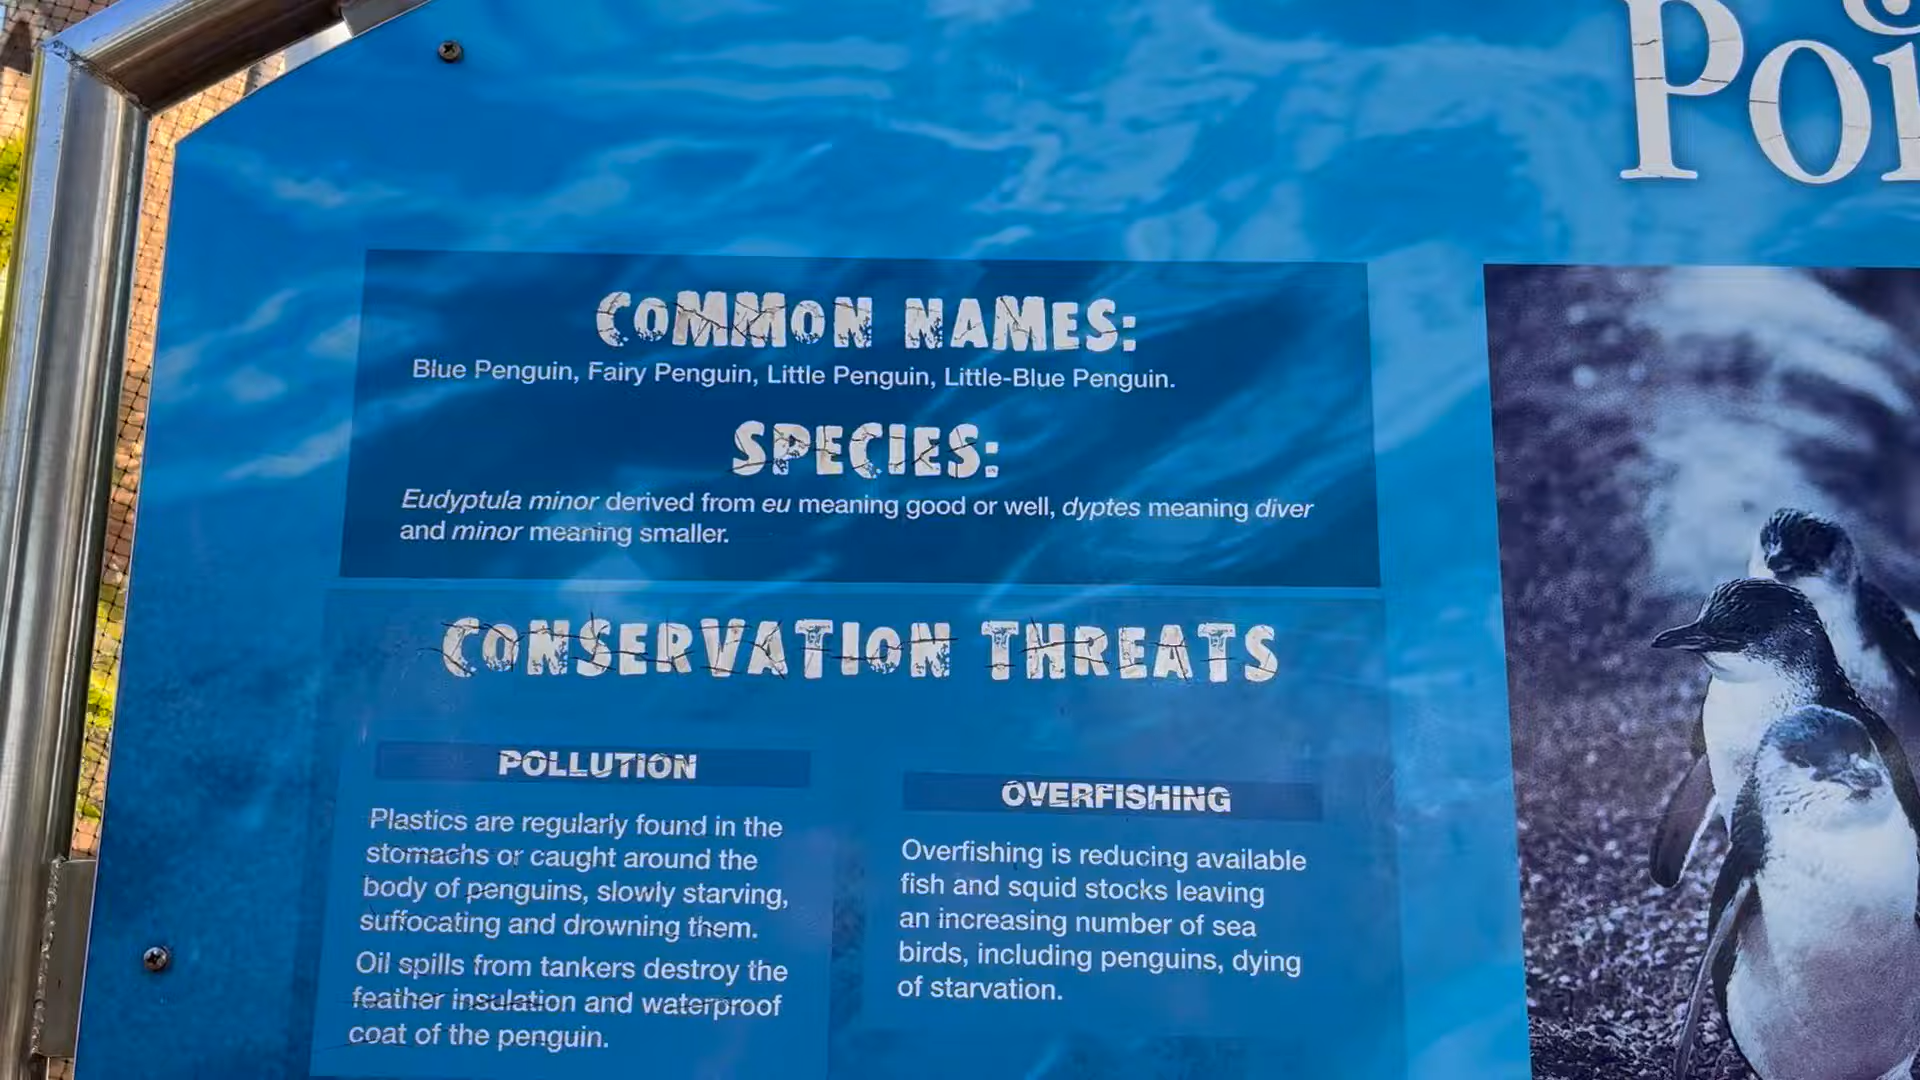 Poi
COMMON NAMES:
Blue Penguin, Fairy Penguin, Little Penguin, Little-Blue Penguin.
SPECIES:
Eudyptula minor derived from eu meaning good or well, dyptes meaning diver
and minor meaning smaller.
CONSERVATION THREATS
POLLUTION
Plastics are regularly found in the
stomachs or caught around the
body of penguins, slowly starving,
suffocating and drowning them.
Oil spills from tankers destroy the
feather insulation and waterproof
coat of the penguin.
OVERFISHING
Overfishing is reducing available
fish and squid stocks leaving
an increasing number of sea
birds, including penguins, dying
of starvation.